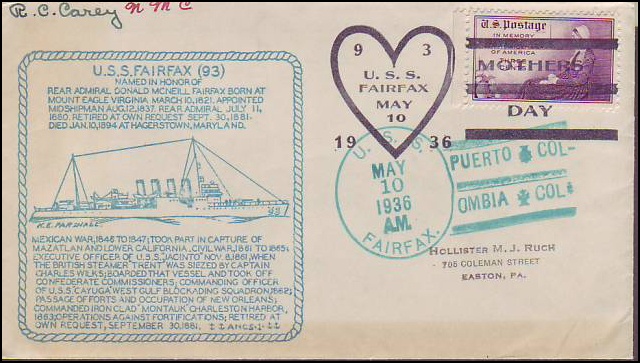 R. C. Carey NMC
U.S.S. FAIRFAX (93)
NAMED IN HONOR OF
REAR ADMIRAL DONALD MCNEILL FAIRFAX BORN AT
MOUNT EAGLE VIRGINIA MARCH 10, 1821. APPOINTED
MIDSHIPMAN AUG. 12, 1837. REAR ADMIRAL JULY 11,
1880. RETIRED AT OWN REQUEST SEPT. 30, 1881-
DIED JAN. 10, 1894 AT HAGERSTOWN, MARYLAND.
R.E. PARSHALL
MEXICAN WAR, 1846 TO 1847; TOOK PART IN CAPTURE OF
MAZATLAN AND LOWER CALIFORNIA. CIVIL WAR, 1861 TO 1865;
EXECUTIVE OFFICER OF U.S.S. "JACINTO" NOV. 8, 1861, WHEN
THE BRITISH STEAMER "TRENT" WAS SIEZED BY CAPTAIN
CHARLES WILKS; BOARDED THAT VESSEL AND TOOK OFF
CONFEDERATE COMMISSIONERS; COMMANDING OFFICER
OF U.S.S. "CAYUGA" WEST GULF BLOCKADING SQUADRON, 1862;
PASSAGE OF FORTS AND OCCUPATION OF NEW ORLEANS;
COMMANDED IRON CLAD "MONTAUK" CHARLESTON HARBOR,
1863; OPERATIONS AGAINST FORTIFICATIONS; RETIRED AT
OWN REQUEST, SEPTEMBER 30, 1881. 22 ANCS-1-22
9 3
U. S. S.
FAIRFAX
MAY
10
19 36
U.S. Postage
IN MEMORY
OF AMERICA
MOTHERS
DAY
U. S. S.
MAY
10
1936
A.M.
FAIRFAX.
PUERTO COL-
OMBIA COL.
HOLLISTER M. J. RUCH
705 COLEMAN STREET
EASTON, PA.